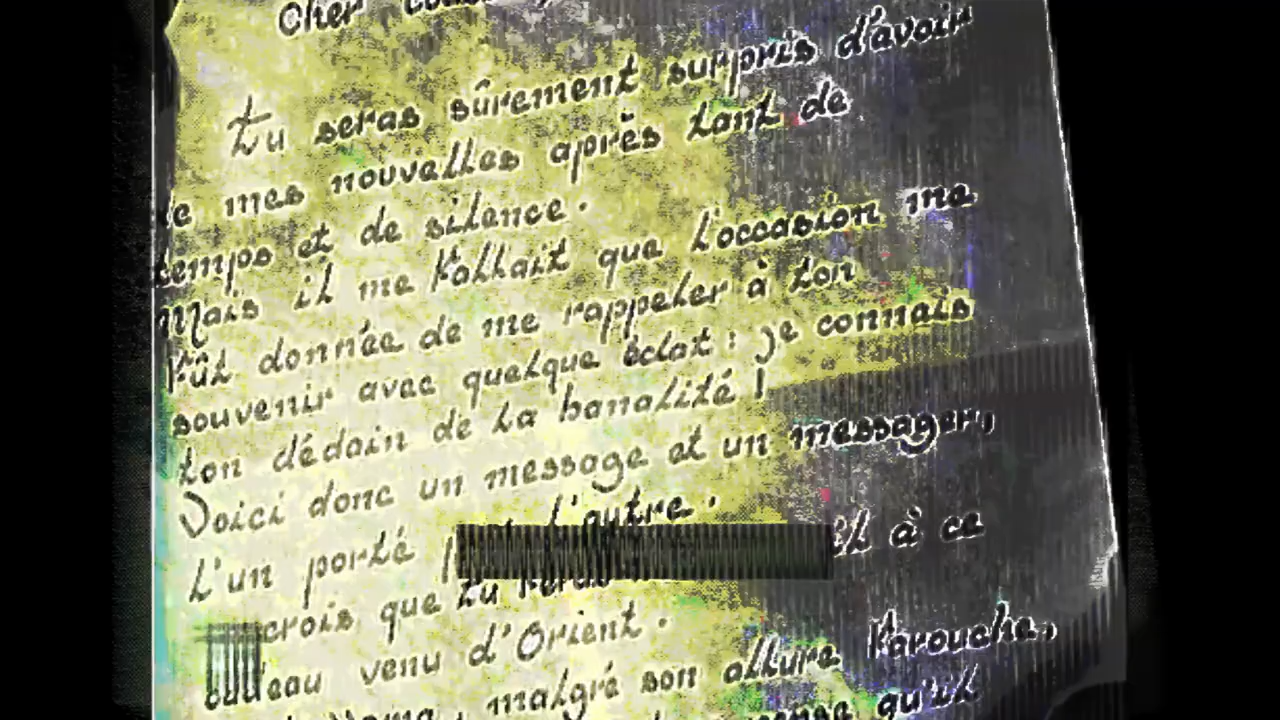 Cher
Tu seras sûrement surpris d'avoir
de mes nouvelles après tant de
temps et de silence.
Mais il me fallait que l'occasion me
fût donnée de me rappeler à ton
souvenir avec quelque éclat : je connais
ton dédain de la banalité !
Voici donc un message et un messager,
L'un porté l'autre.
crois que tu feras à ce
venu d'Orient.
malgré son allure farouche,
qu'il